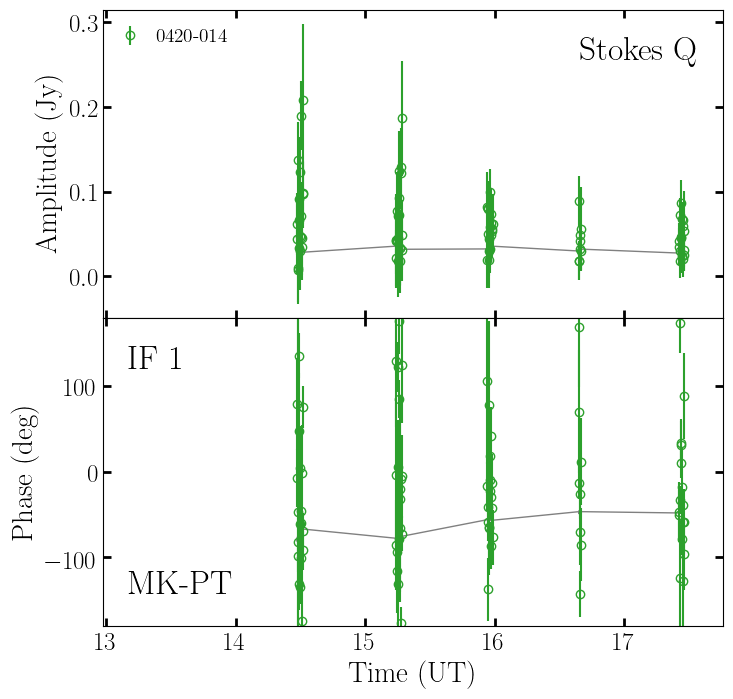 0420-014
Stokes Q
0.3
0.2
0.1
0.0
Amplitude (Jy)
IF 1
100
0
−100
Phase (deg)
MK-PT
13 14 15 16 17
Time (UT)